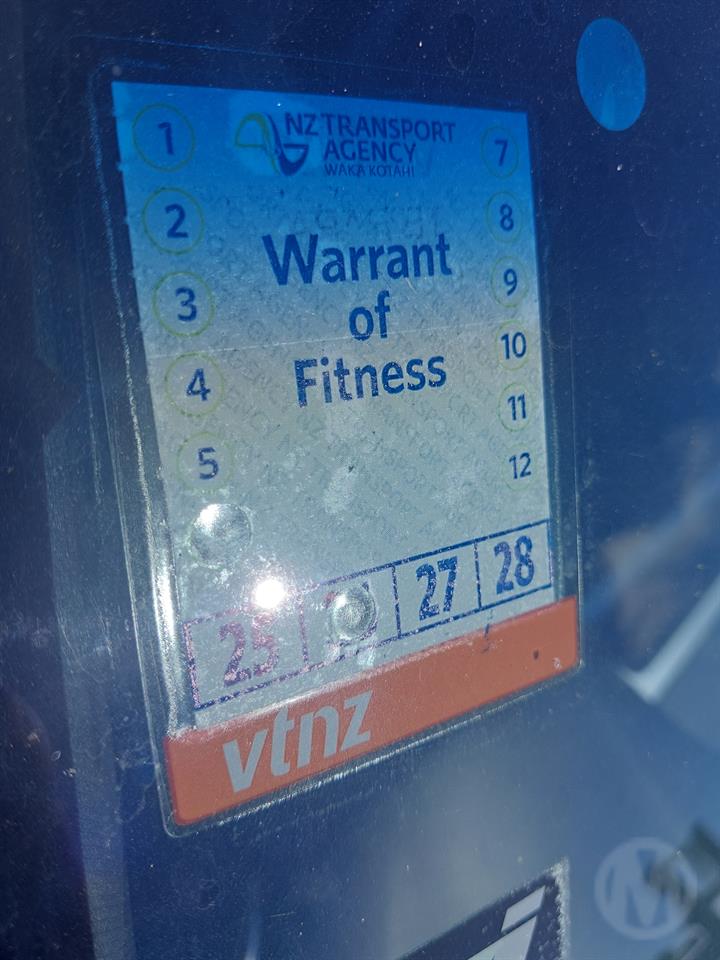 NZ TRANSPORT
AGENCY
WAKA KOTAHI
Warrant
of
Fitness
1
2
3
4
5
7
8
9
10
11
12
25 27 28
vtnz
M